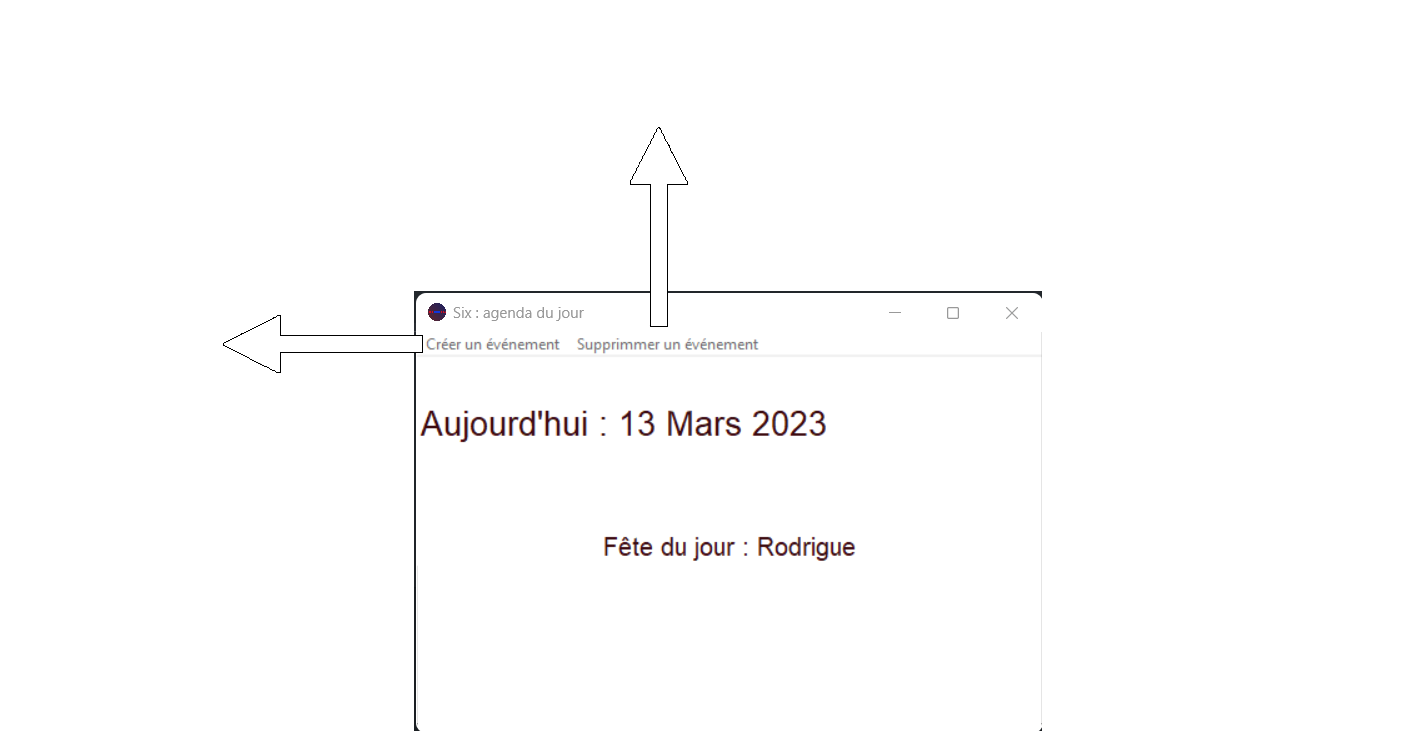 Six : agenda du jour
Créer un événement Supprimmer un événement
Aujourd'hui : 13 Mars 2023
Fête du jour : Rodrigue